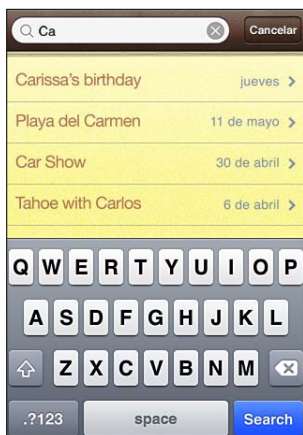 Ca Cancelar
Carissa's birthday jueves
Playa del Carmen 11 de mayo
Car Show 30 de abril
Tahoe with Carlos 6 de abril
Q W E R T Y U I O P
A S D F G H J K L
Z X C V B N M
.?123 space Search